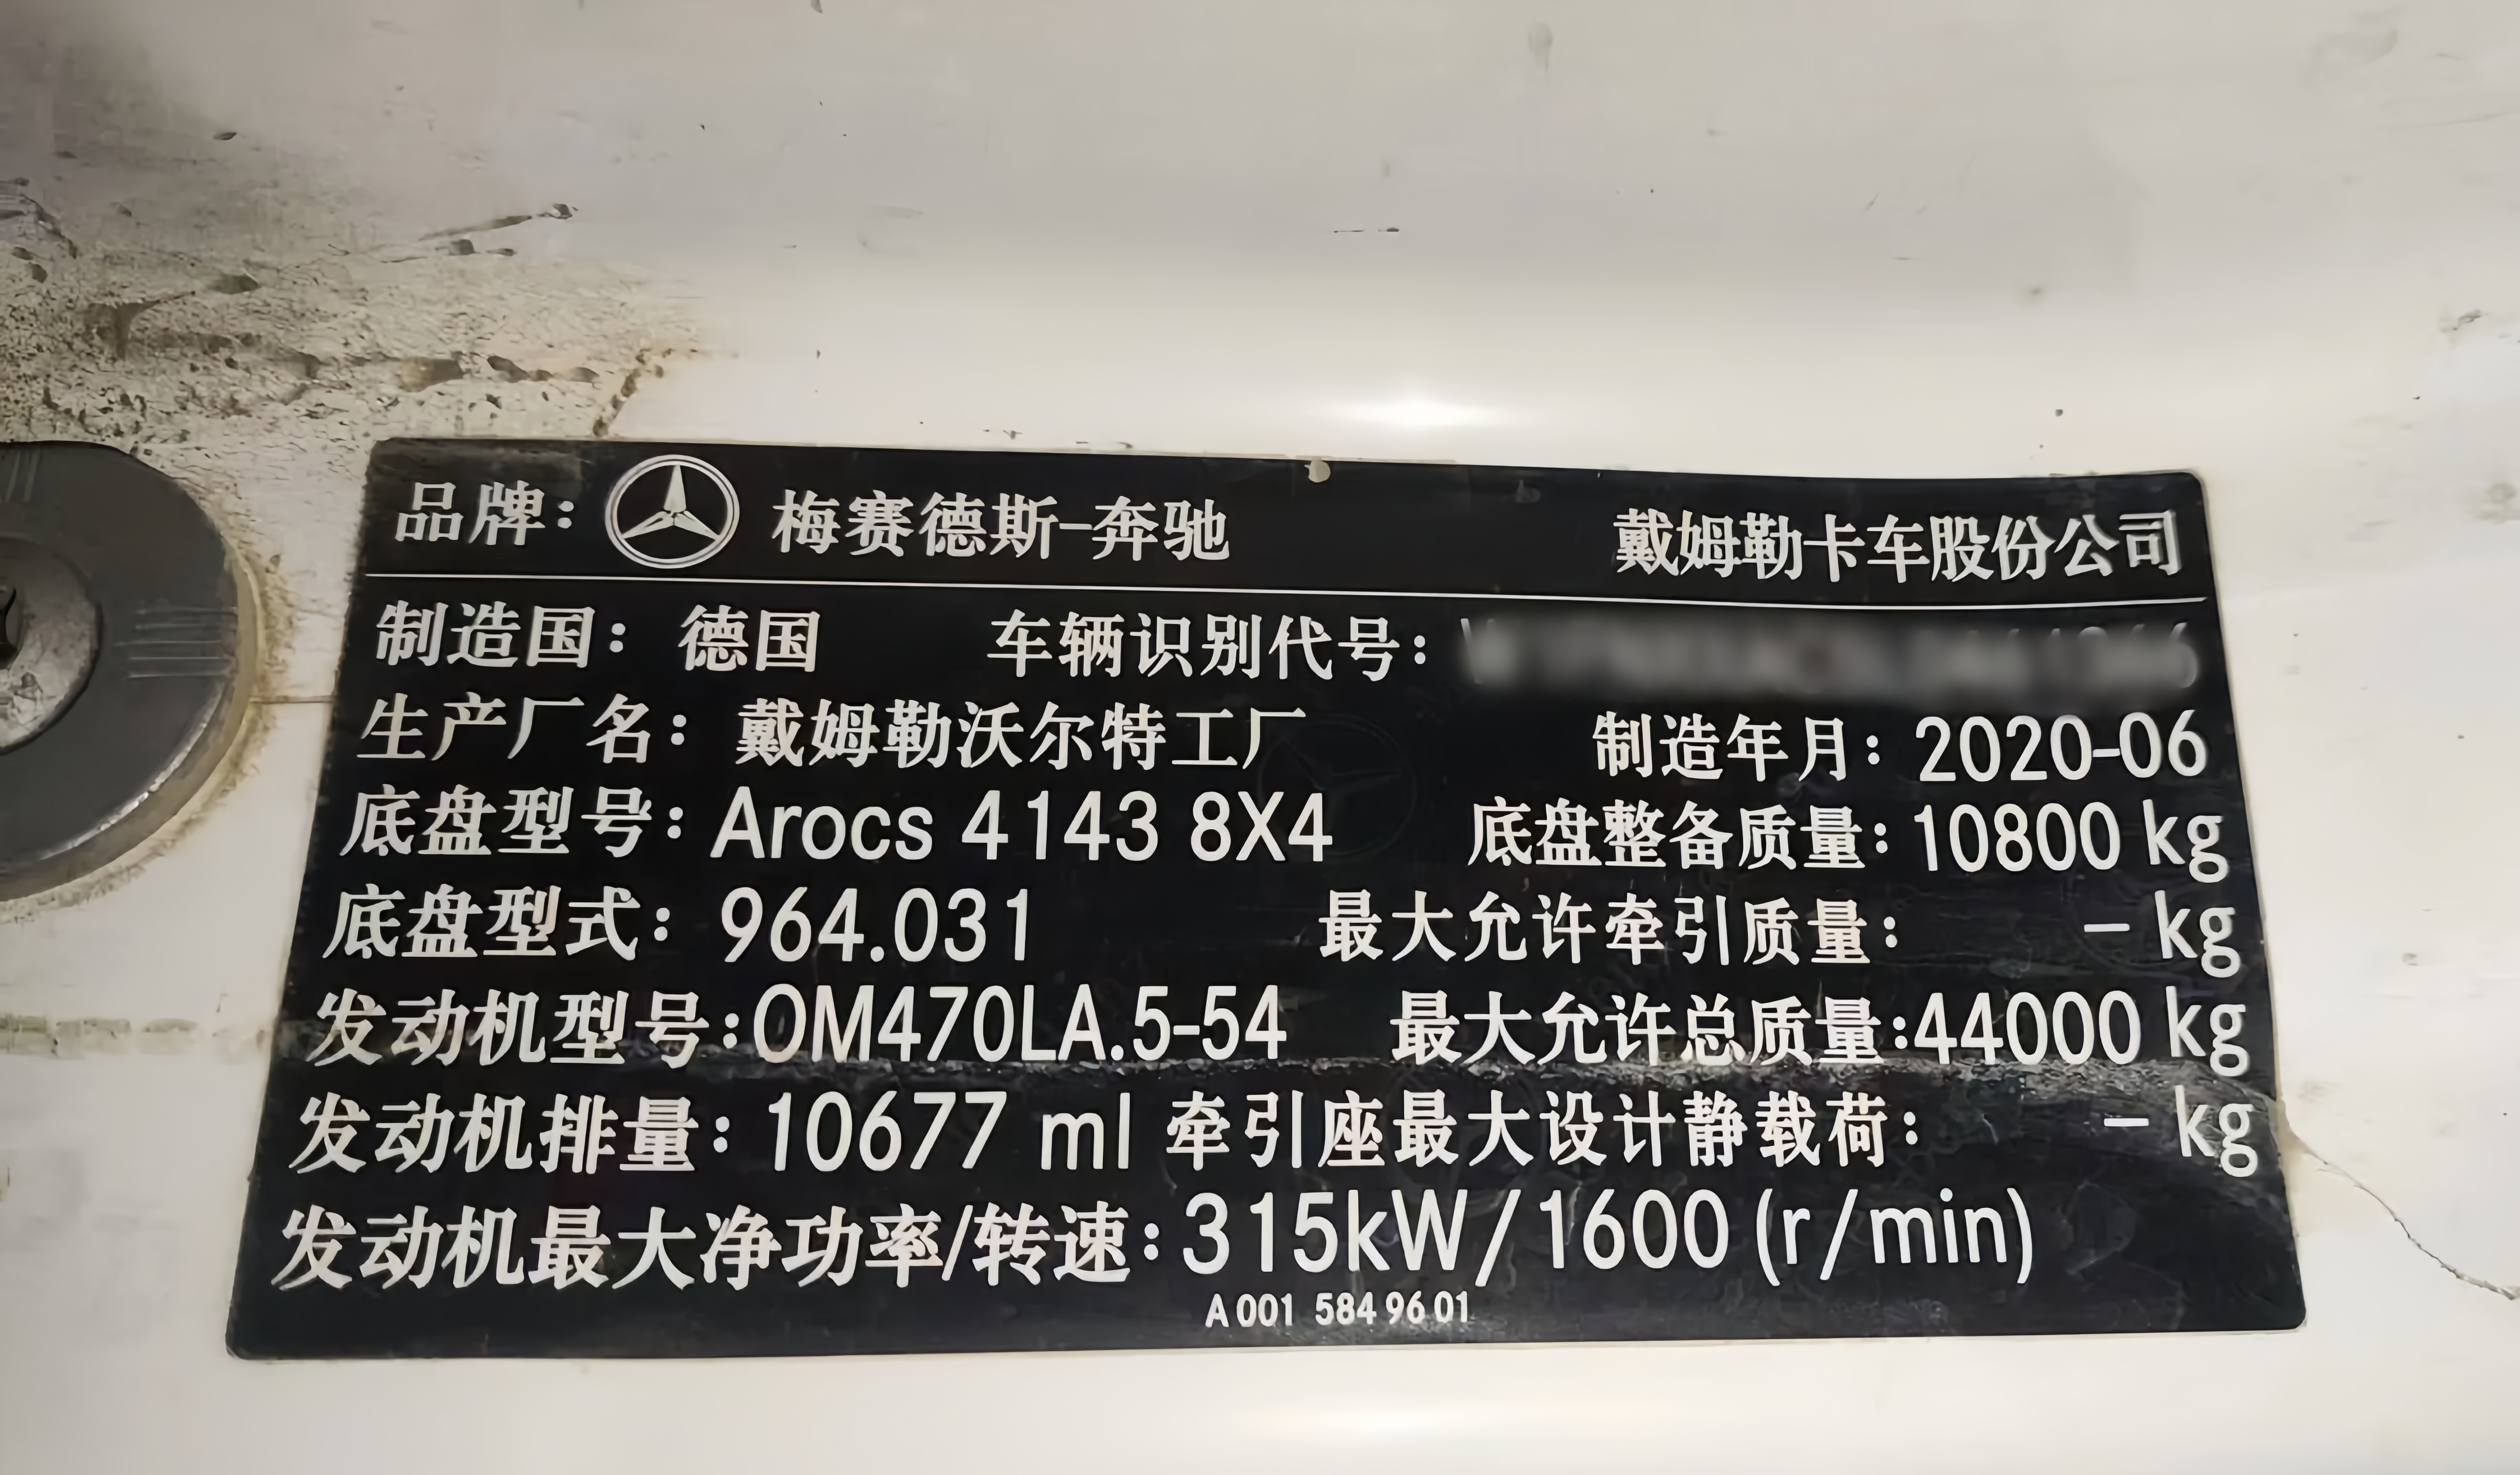 品牌： 梅赛德斯-奔驰 戴姆勒卡车股份公司
制造国： 德国 车辆识别代号：
生产厂名： 戴姆勒沃尔特工厂 制造年月：2020-06
底盘型号：Arocs 4143 8X4 底盘整备质量：10800 kg
底盘型式： 964.031 最大允许牵引质量： – kg
发动机型号:OM470LA.5-54 最大允许总质量:44000 kg
发动机排量：10677 ml 牵引座最大设计静载荷： – kg
发动机最大净功率/转速：315kW/1600 (r/min)
A 001 584 96 01